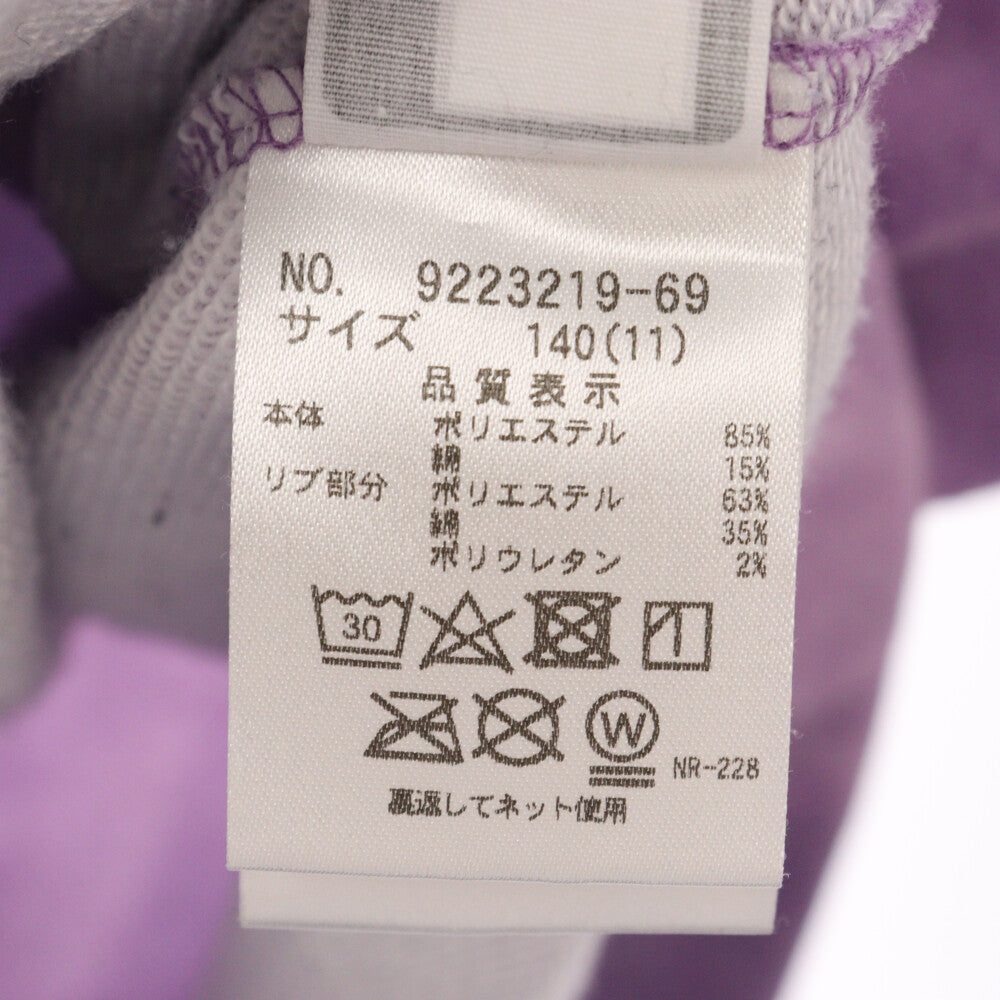 NO. 9223219-69
サイズ 140(11)
品質表示
本体 ポリエステル 85%
綿 15%
リブ部分 ポリエステル 63%
綿 35%
ポリウレタン 2%
30
W
NR-228
裏返してネット使用